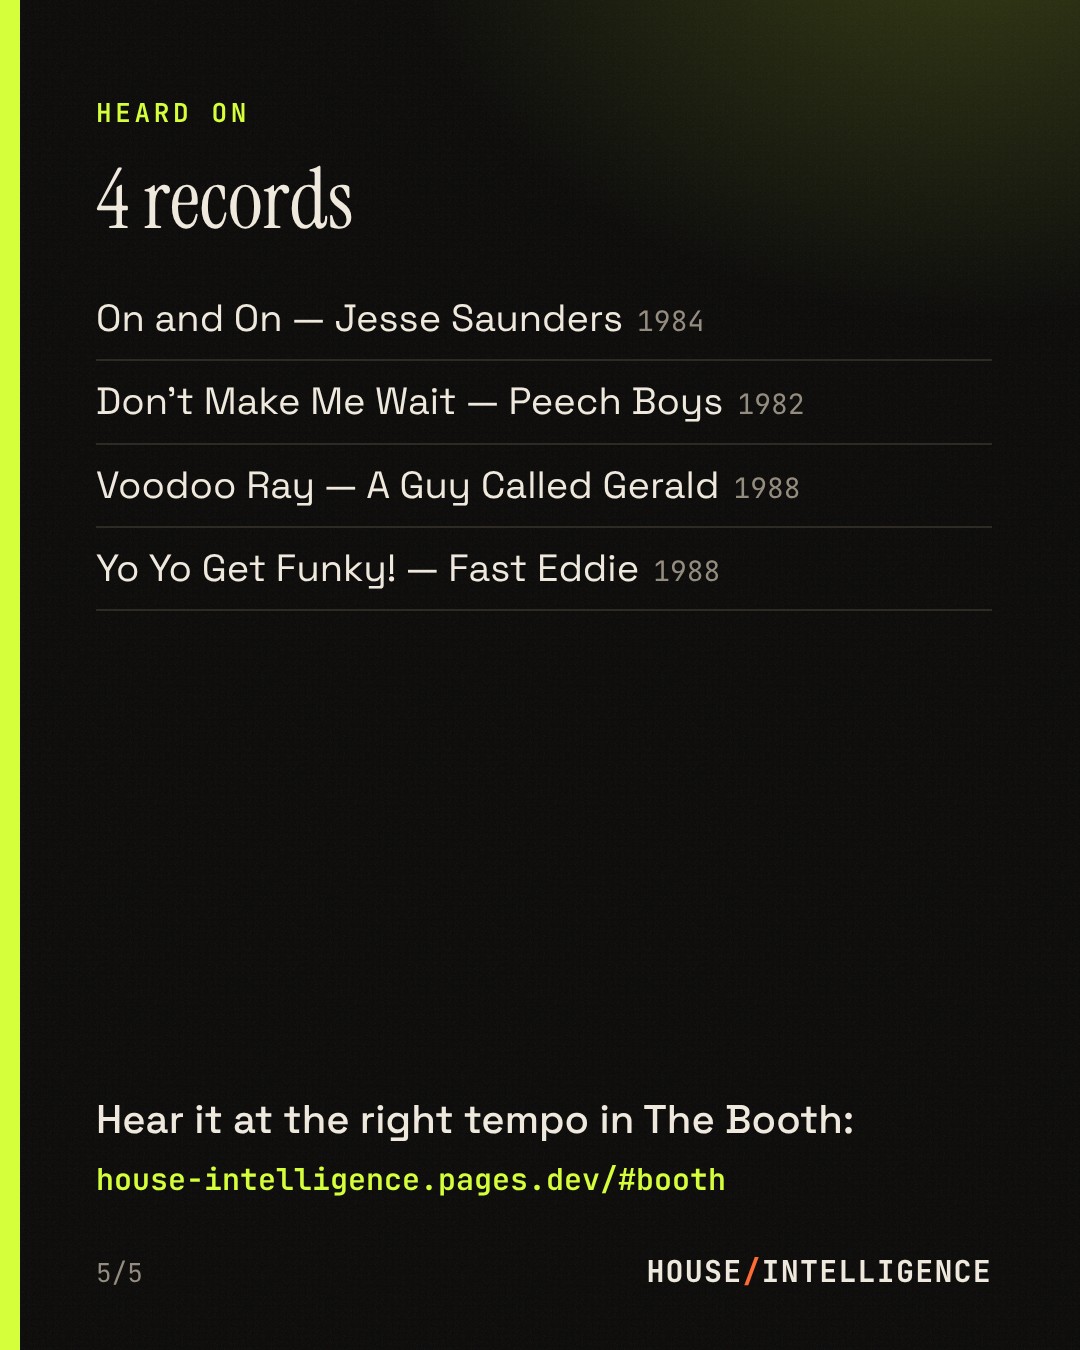 HEARD ON
4 records
On and On — Jesse Saunders 1984
Don’t Make Me Wait — Peech Boys 1982
Voodoo Ray — A Guy Called Gerald 1988
Yo Yo Get Funky! — Fast Eddie 1988
Hear it at the right tempo in The Booth:
house-intelligence.pages.dev/#booth
5/5
HOUSE/INTELLIGENCE